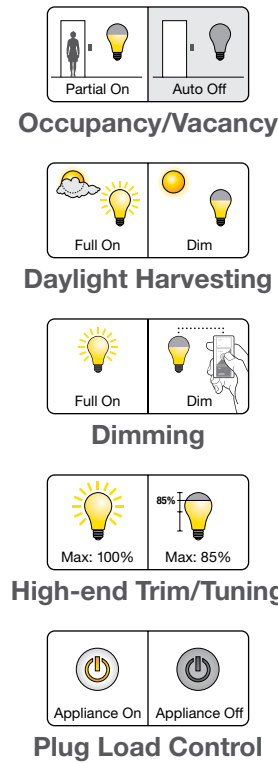 Partial On Auto Off
Occupancy/Vacancy
Full On Dim
Daylight Harvesting
Full On Dim
Dimming
85%
Max: 100% Max: 85%
High-end Trim/Tuning
Appliance On Appliance Off
Plug Load Control